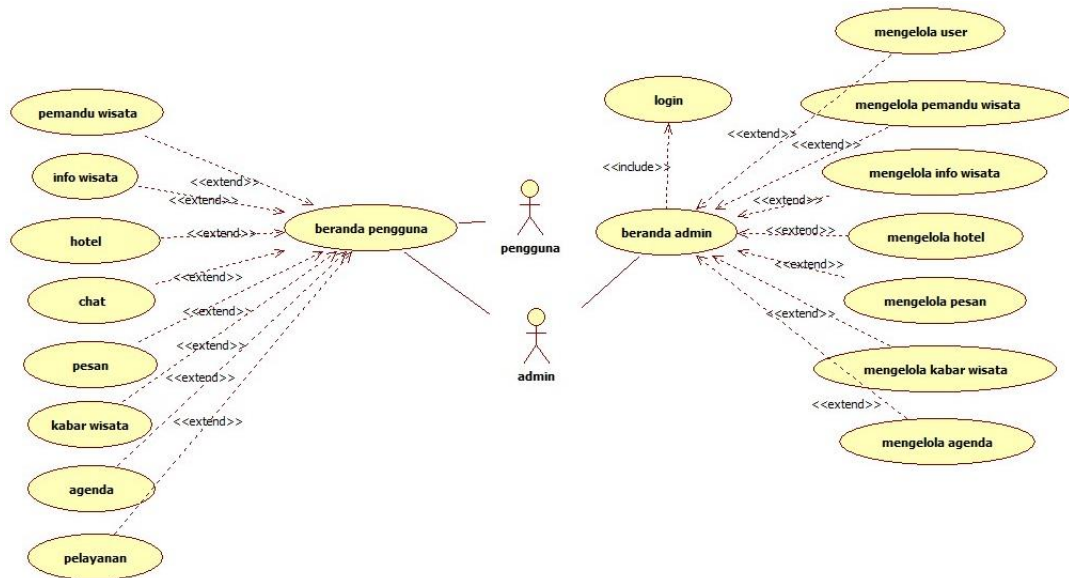 pemandu wisata
<<extend>>
info wisata
<<extend>>
hotel
<<extend>>
chat
<<extend>>
pesan
<<extend>>
kabar wisata
<<extend>>
agenda
<<extend>>
pelayanan
<<extend>>
beranda pengguna
pengguna
admin
login
<<include>>
beranda admin
mengelola user
<<extend>>
mengelola pemandu wisata
<<extend>>
mengelola info wisata
<<extend>>
mengelola hotel
<<extend>>
mengelola pesan
<<extend>>
mengelola kabar wisata
<<extend>>
mengelola agenda
<<extend>>